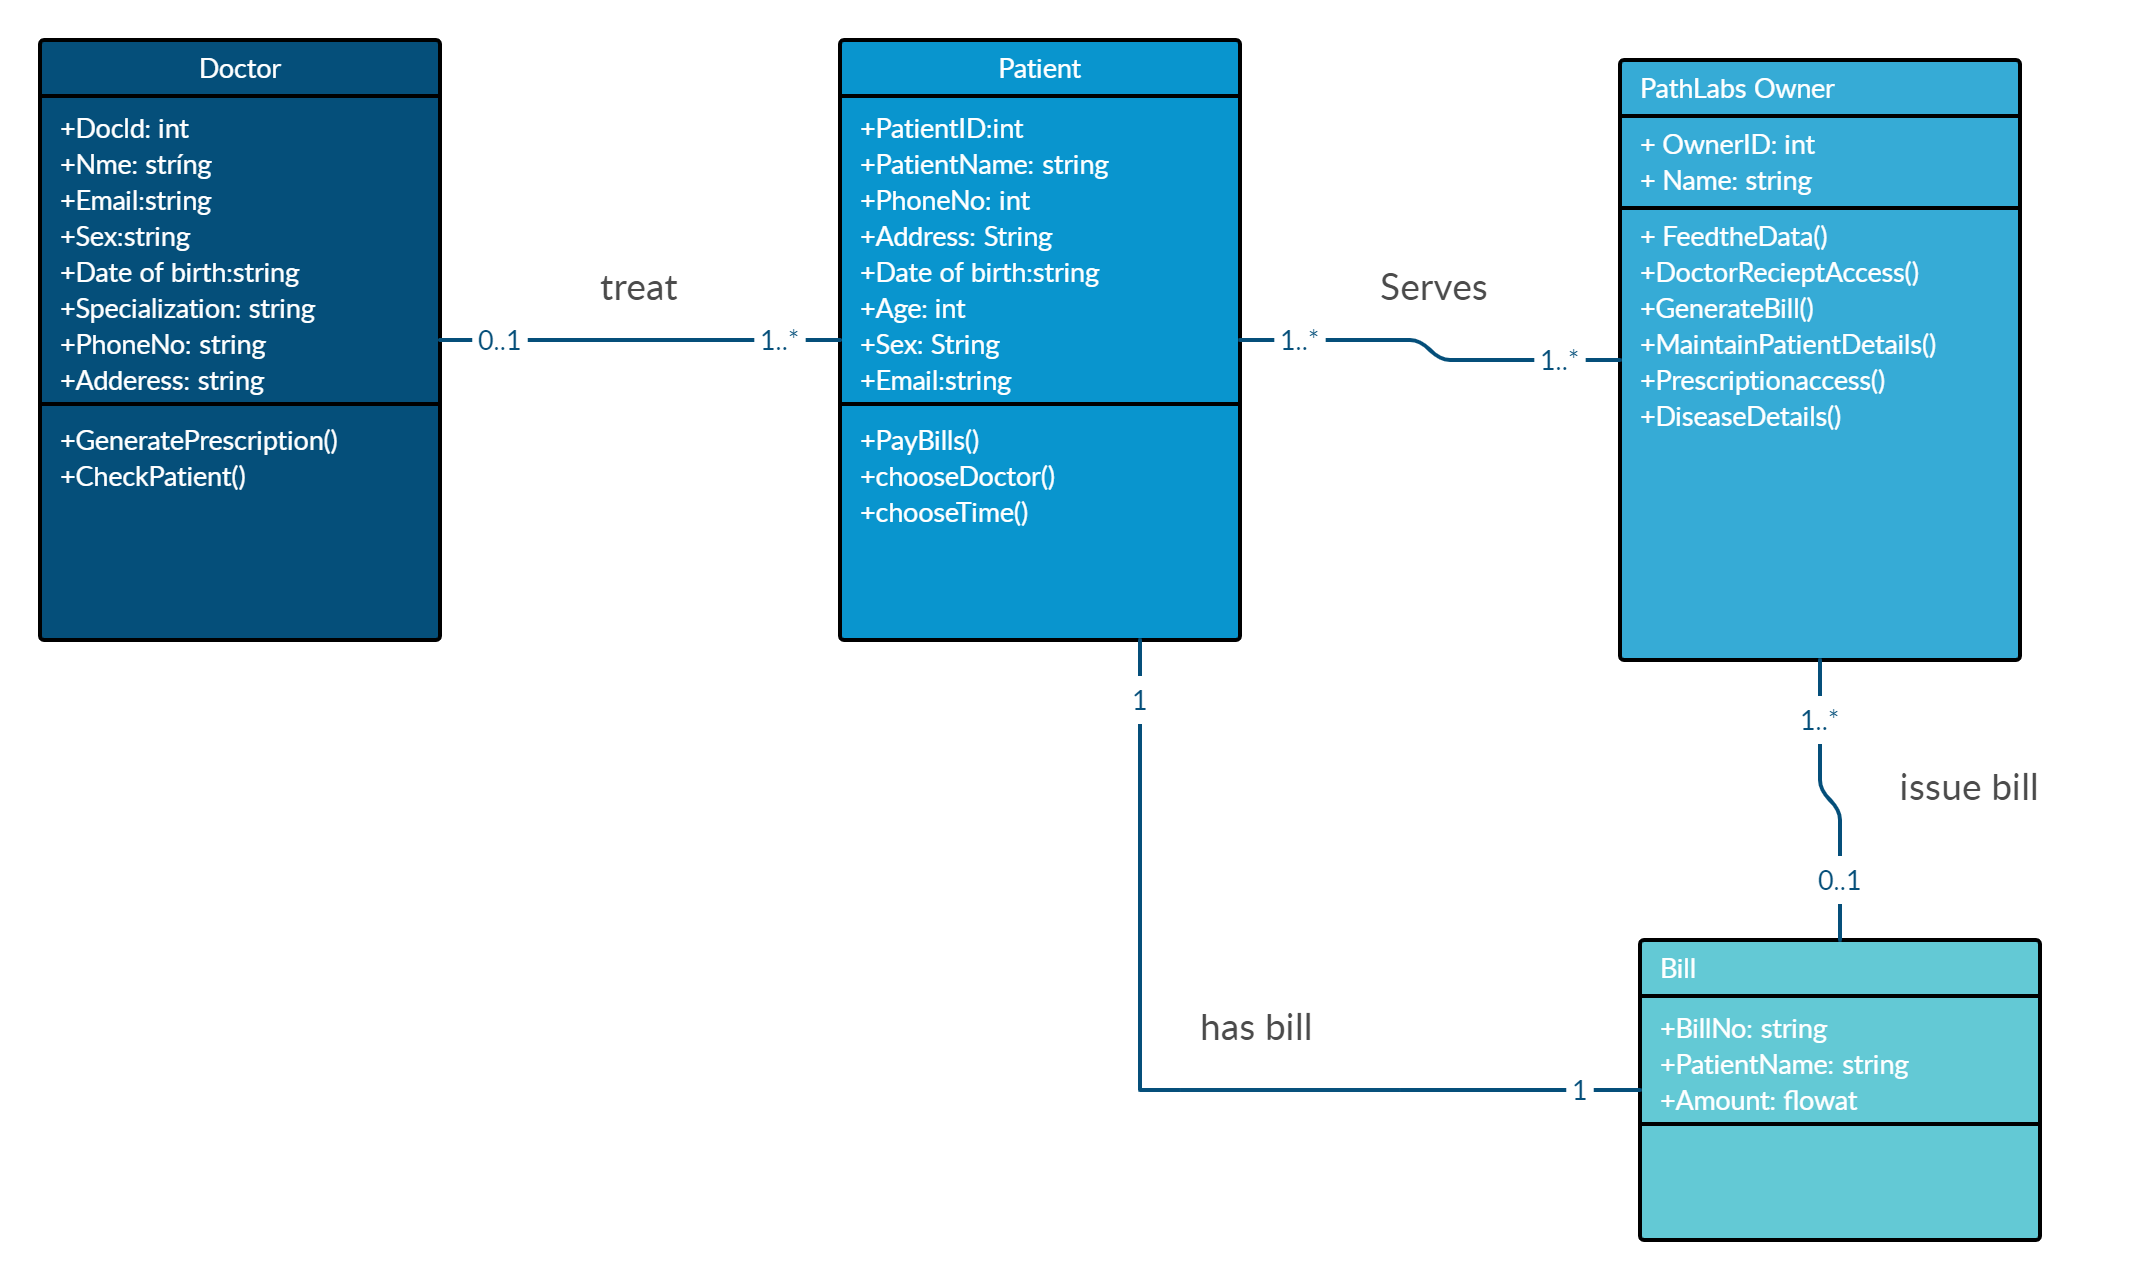 Doctor
+DocId: int
+Nme: stríng
+Email:string
+Sex:string
+Date of birth:string
+Specialization: string
+PhoneNo: string
+Adderess: string
+GeneratePrescription()
+CheckPatient()
treat
0..1
1..*
Patient
+PatientID:int
+PatientName: string
+PhoneNo: int
+Address: String
+Date of birth:string
+Age: int
+Sex: String
+Email:string
+PayBills()
+chooseDoctor()
+chooseTime()
Serves
1..*
1..*
PathLabs Owner
+ OwnerID: int
+ Name: string
+ FeedtheData()
+DoctorRecieptAccess()
+GenerateBill()
+MaintainPatientDetails()
+Prescriptionaccess()
+DiseaseDetails()
1
1..*
issue bill
0..1
has bill
1
Bill
+BillNo: string
+PatientName: string
+Amount: flowat